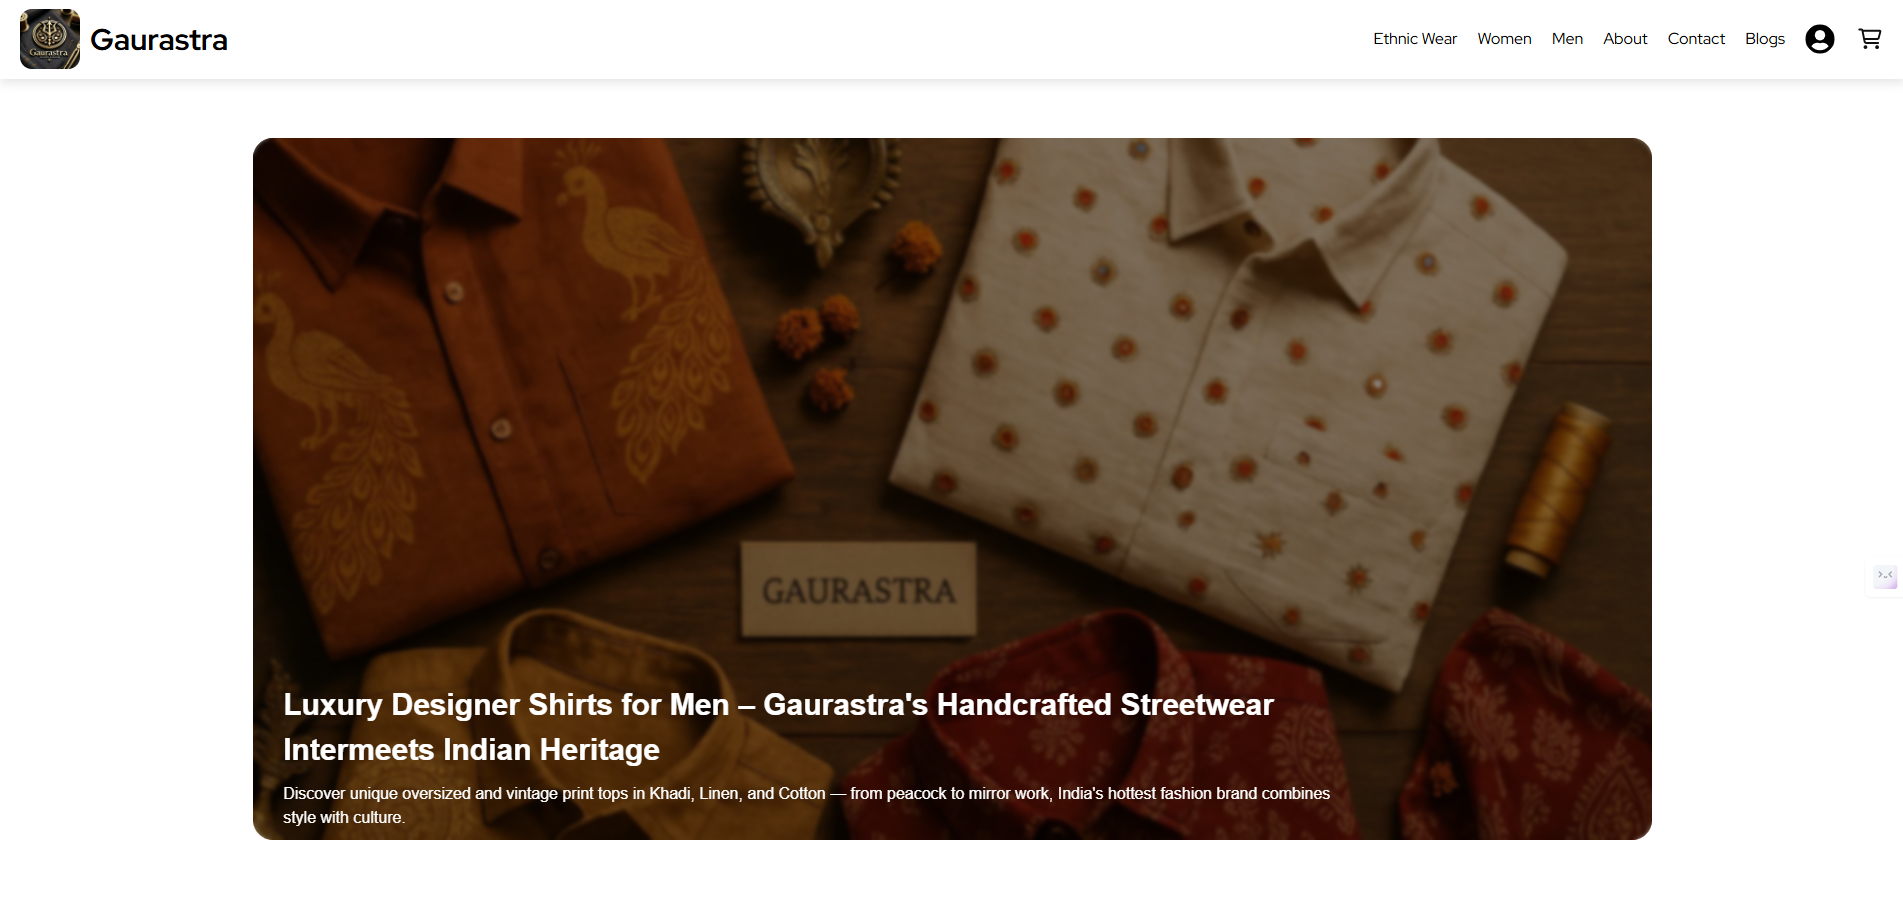 Gaurastra
Gaurastra
Ethnic Wear
Women
Men
About
Contact
Blogs
GAURASTRA
Luxury Designer Shirts for Men – Gaurastra's Handcrafted Streetwear
Intermeets Indian Heritage
Discover unique oversized and vintage print tops in Khadi, Linen, and Cotton — from peacock to mirror work, India's hottest fashion brand combines
style with culture.